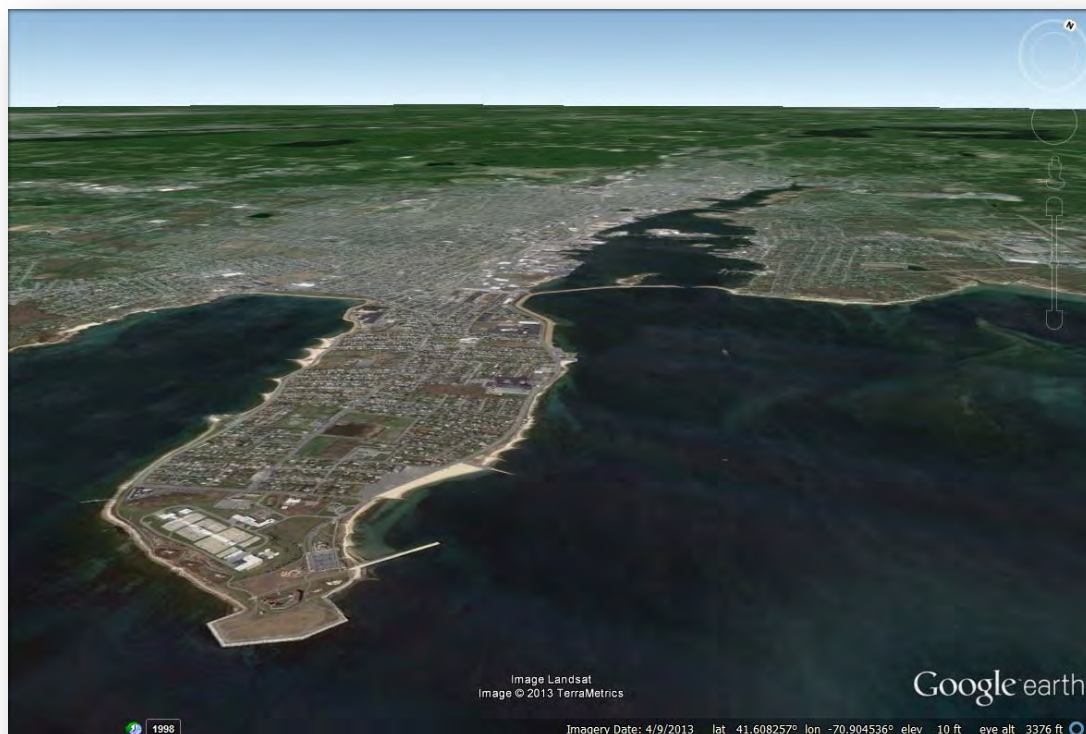 N
Image Landsat
Image © 2013 TerraMetrics
Google earth
1998
Imagery Date: 4/9/2013 lat 41.608257° lon -70.904536° elev 10 ft eye alt 3376 ft